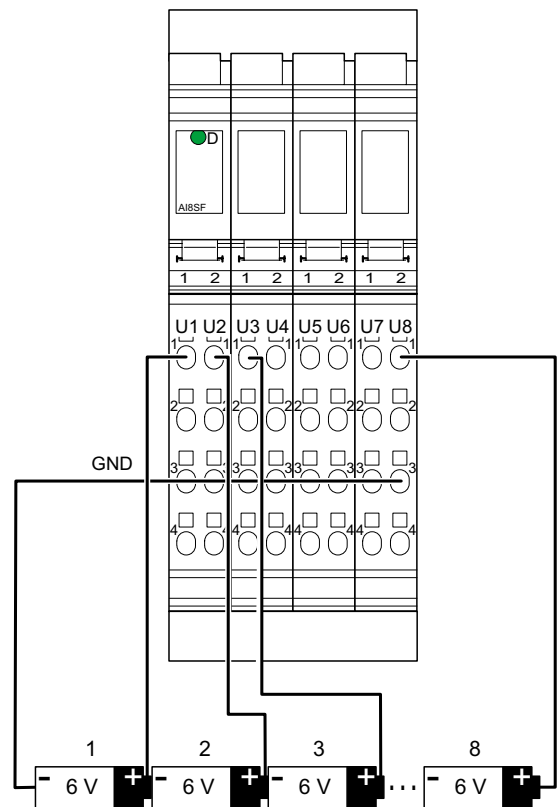 D
AI8SF
1 2 1 2 1 2 1 2
U1 U2 U3 U4 U5 U6 U7 U8
1 1 1 1 1 1 1 1
2 2 2 2 2 2 2 2
GND
3 3 3 3 3 3 3 3
4 4 4 4 4 4 4 4
1 2 3 8
- 6 V + - 6 V + - 6 V + ... - 6 V +